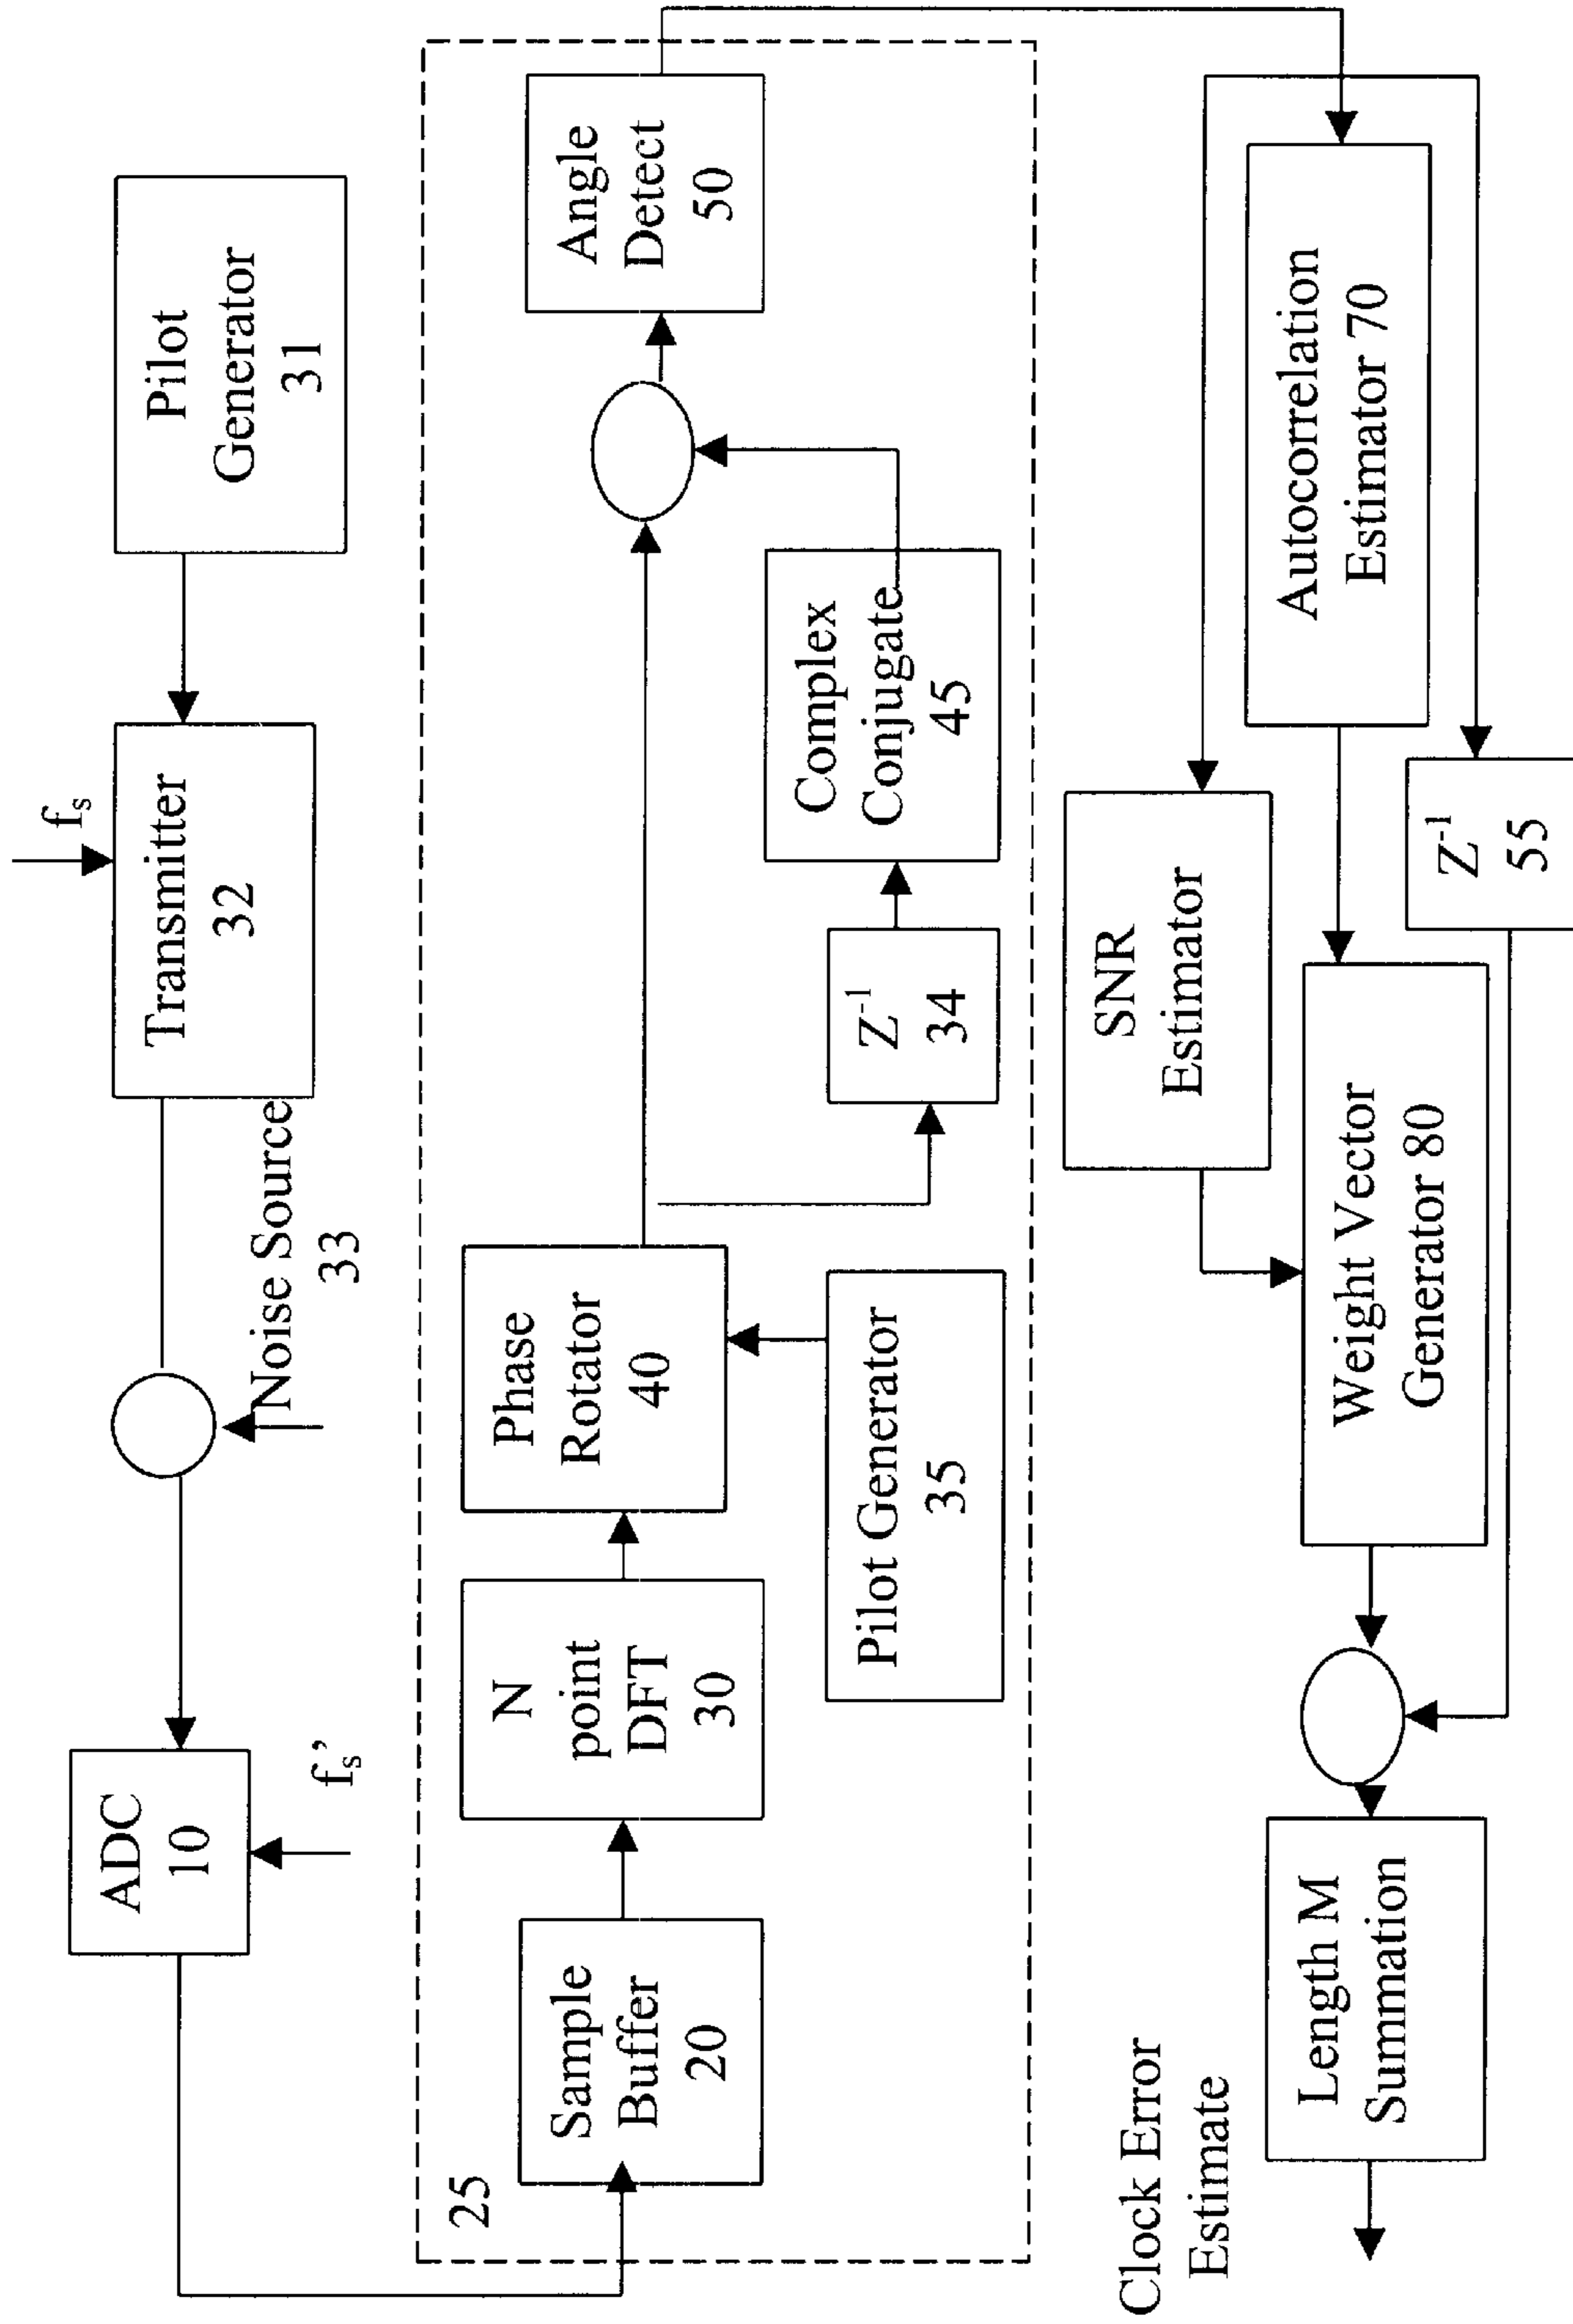 ADC
10
f_s'
Noise Source
33
f_s
Transmitter
32
Pilot
Generator
31
25
Sample
Buffer
20
N
point
DFT
30
Phase
Rotator
40
Pilot Generator
35
Z^-1
34
Complex
Conjugate
45
Angle
Detect
50
Clock Error
Estimate
Length M
Summation
Weight Vector
Generator 80
SNR
Estimator
Z^-1
55
Autocorrelation
Estimator 70